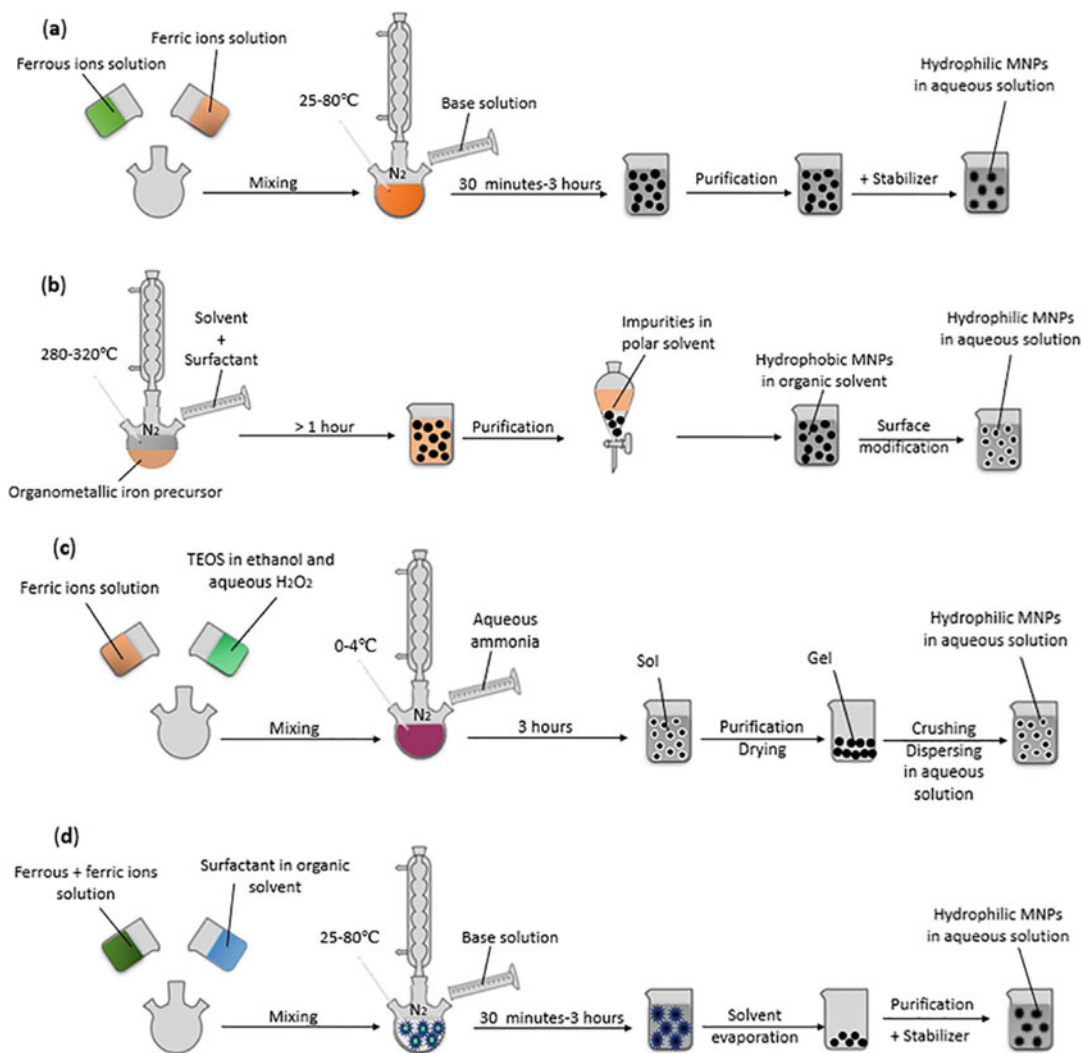 (a)
Ferric ions solution
Ferrous ions solution
25-80℃
Base solution
N2
Mixing
30 minutes-3 hours
Purification
+ Stabilizer
Hydrophilic MNPs
in aqueous solution
(b)
Solvent
+
Surfactant
280-320℃
N2
Organometallic iron precursor
> 1 hour
Purification
Impurities in
polar solvent
Hydrophobic MNPs
in organic solvent
Surface
modification
Hydrophilic MNPs
in aqueous solution
(c)
TEOS in ethanol and
aqueous H2O2
Ferric ions solution
0-4℃
Aqueous
ammonia
N2
Mixing
3 hours
Sol
Purification
Drying
Gel
Crushing
Dispersing
in aqueous
solution
Hydrophilic MNPs
in aqueous solution
(d)
Ferrous + ferric ions
solution
Surfactant in organic
solvent
25-80℃
Base solution
N2
Mixing
30 minutes-3 hours
Solvent
evaporation
Purification
+ Stabilizer
Hydrophilic MNPs
in aqueous solution